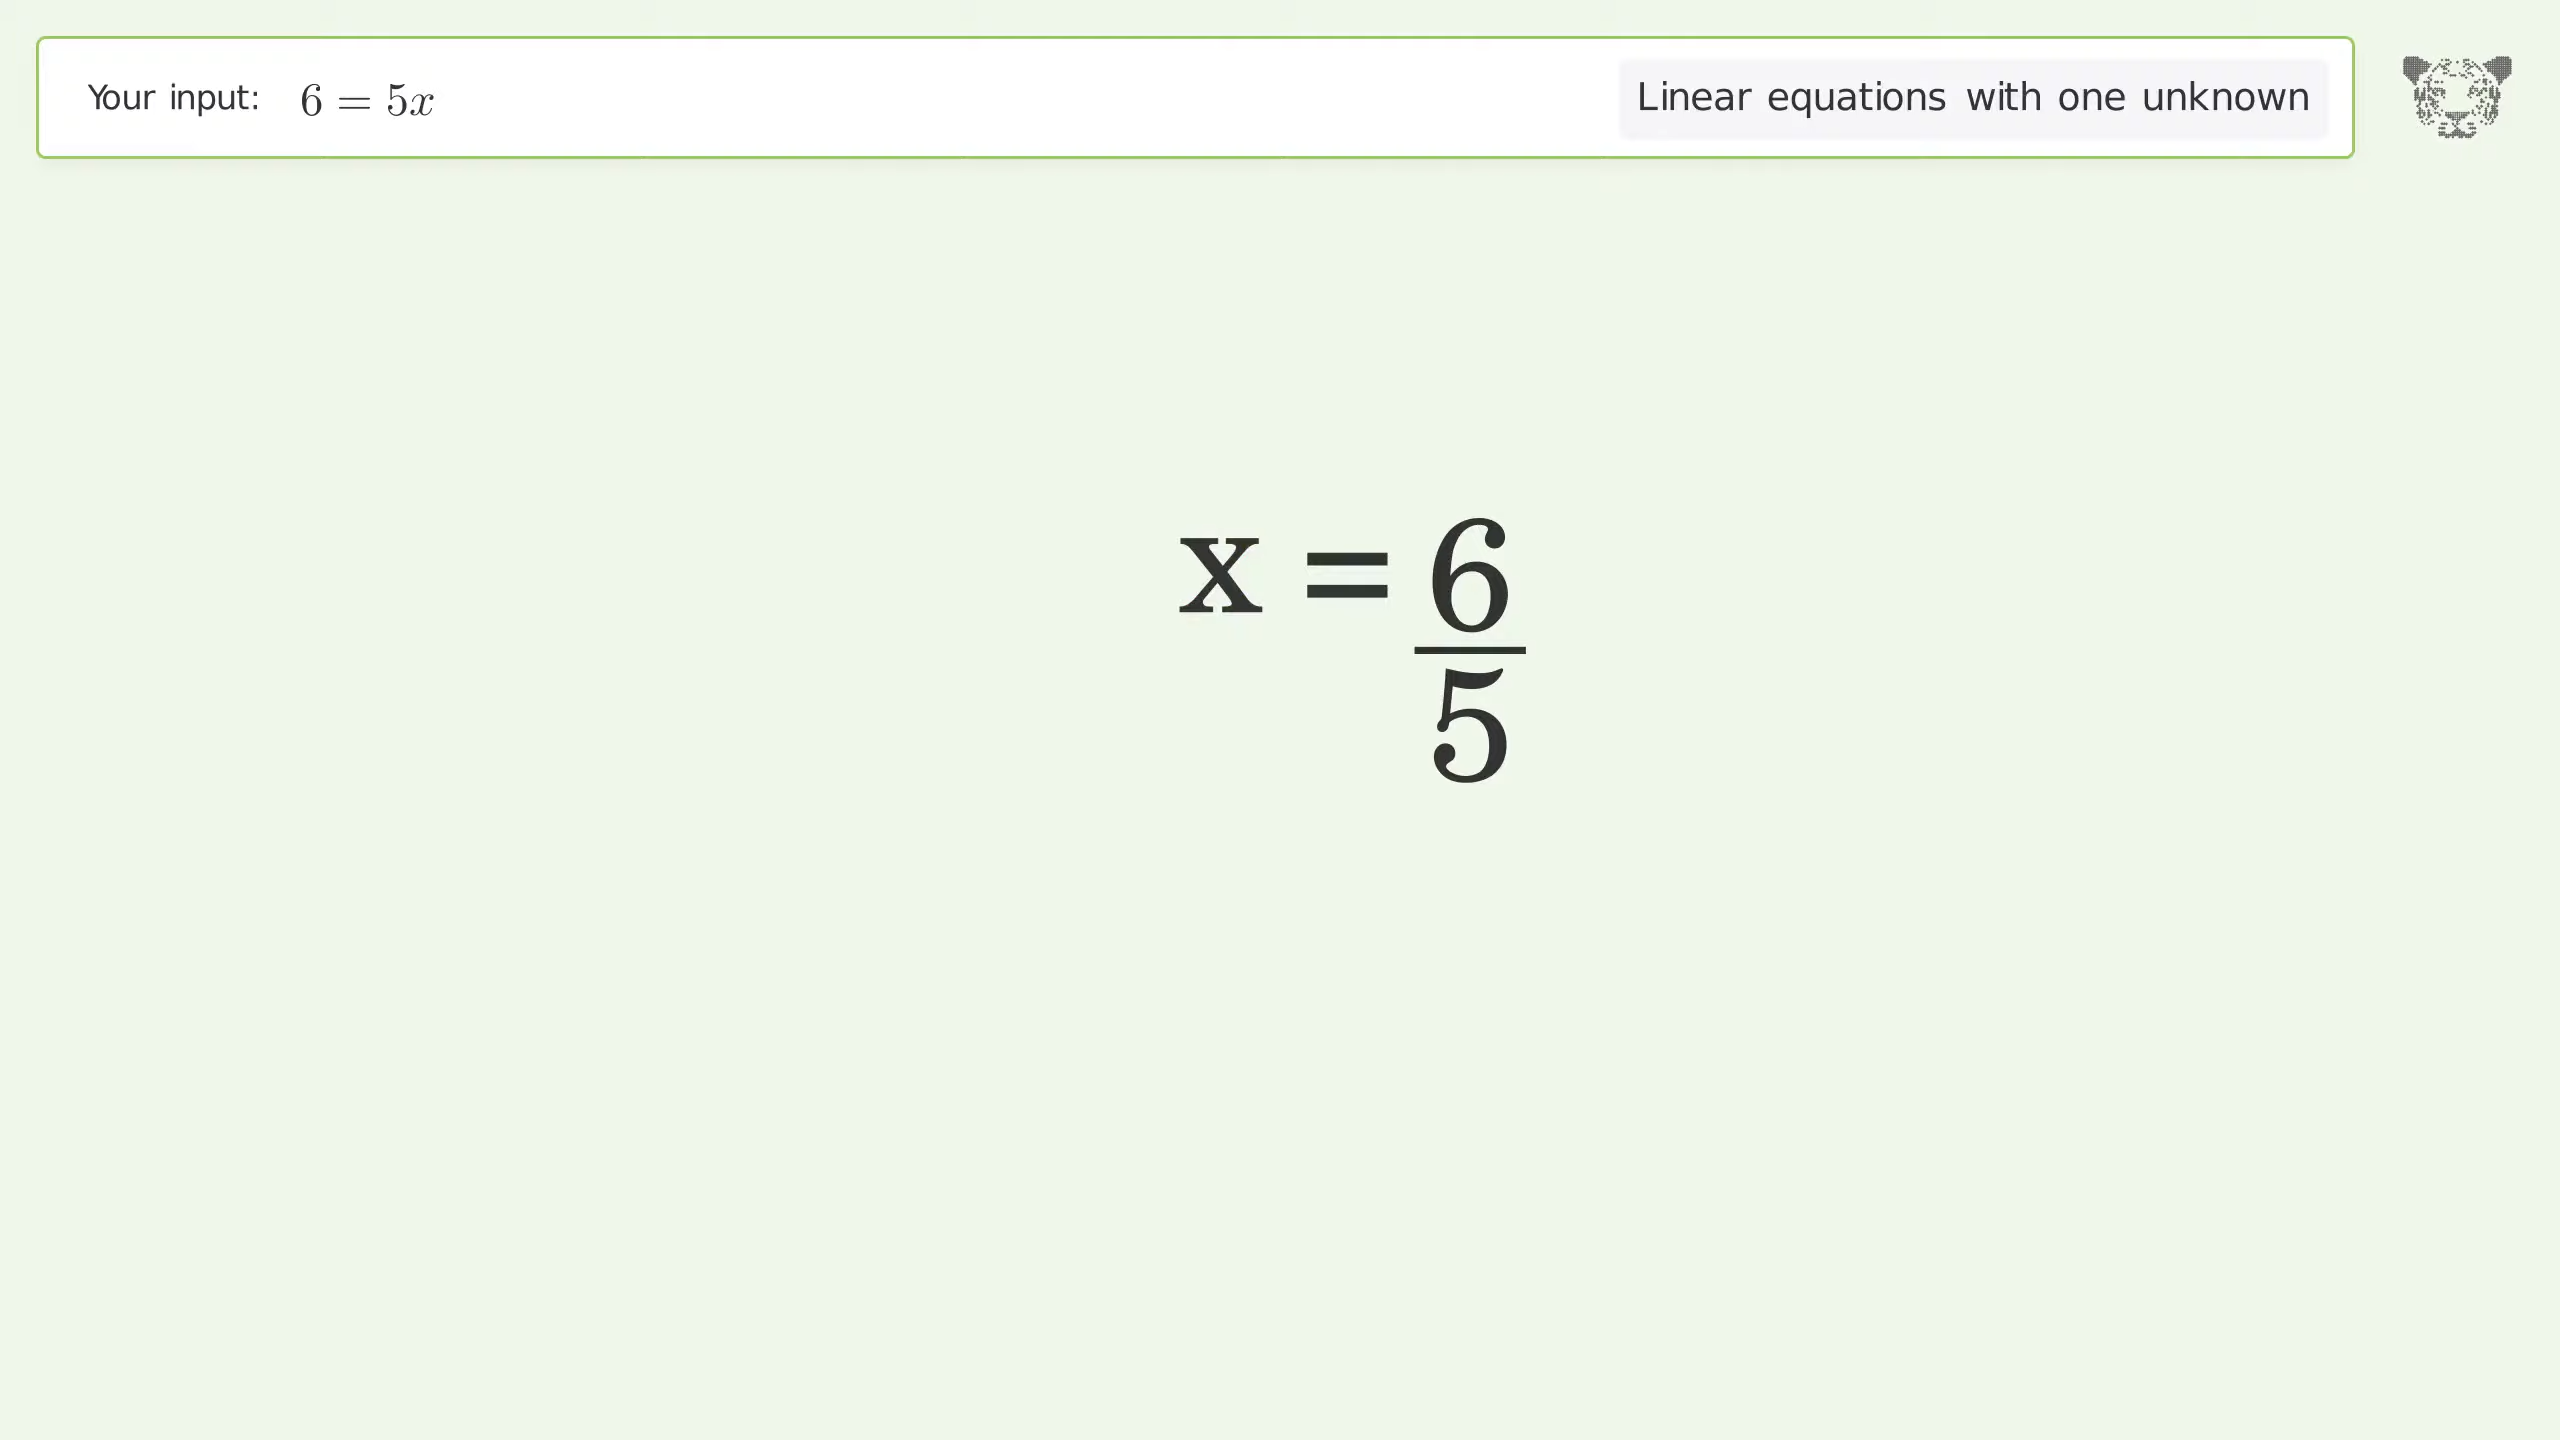 Your input: 6 = 5x
Linear equations with one unknown
x = 6
5